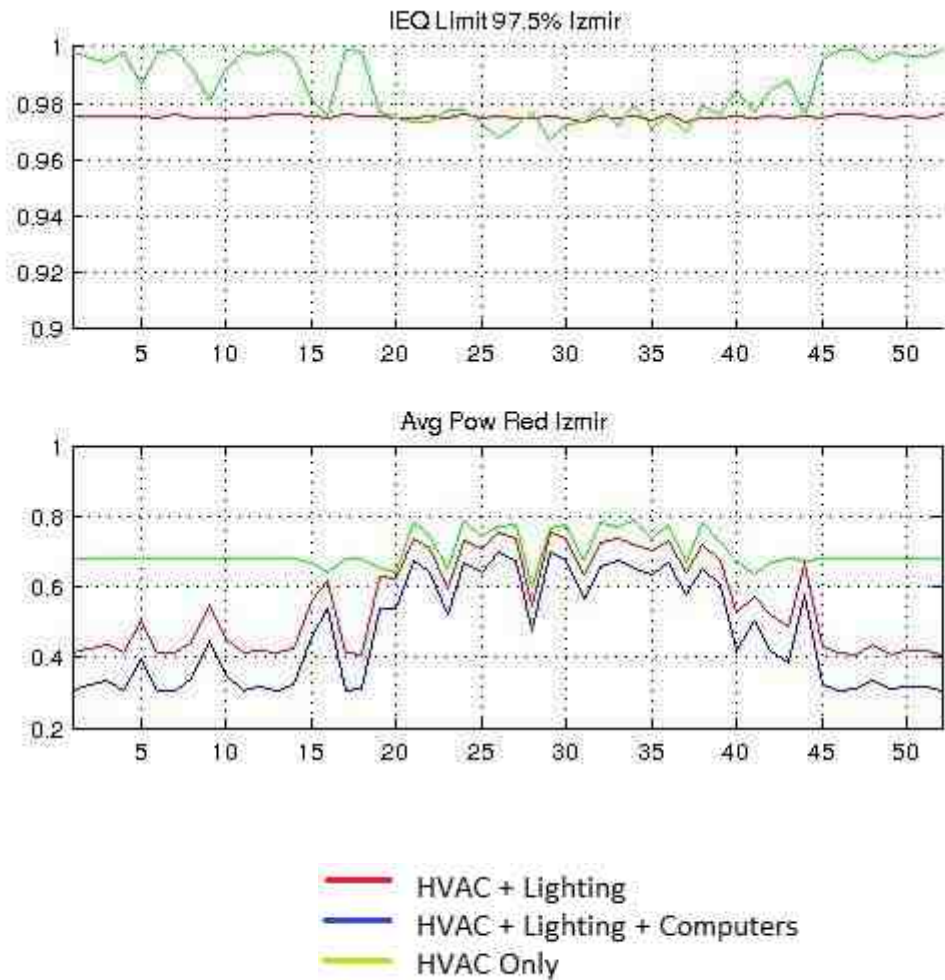 IEQ Limit 97.5% Izmir
1
0.98
0.96
0.94
0.92
0.9
5 10 15 20 25 30 35 40 45 50
Avg Pow Red Izmir
1
0.8
0.6
0.4
0.2
5 10 15 20 25 30 35 40 45 50
HVAC + Lighting
HVAC + Lighting + Computers
HVAC Only